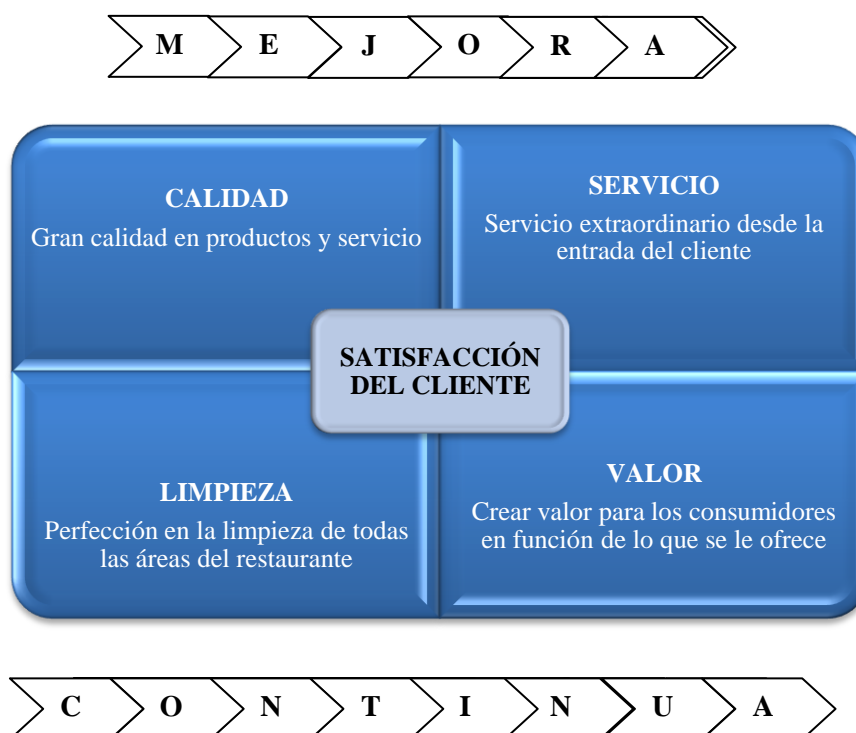 M E J O R A
CALIDAD
Gran calidad en productos y servicio
SERVICIO
Servicio extraordinario desde la
entrada del cliente
SATISFACCIÓN
DEL CLIENTE
LIMPIEZA
Perfección en la limpieza de todas
las áreas del restaurante
VALOR
Crear valor para los consumidores
en función de lo que se le ofrece
C O N T I N U A